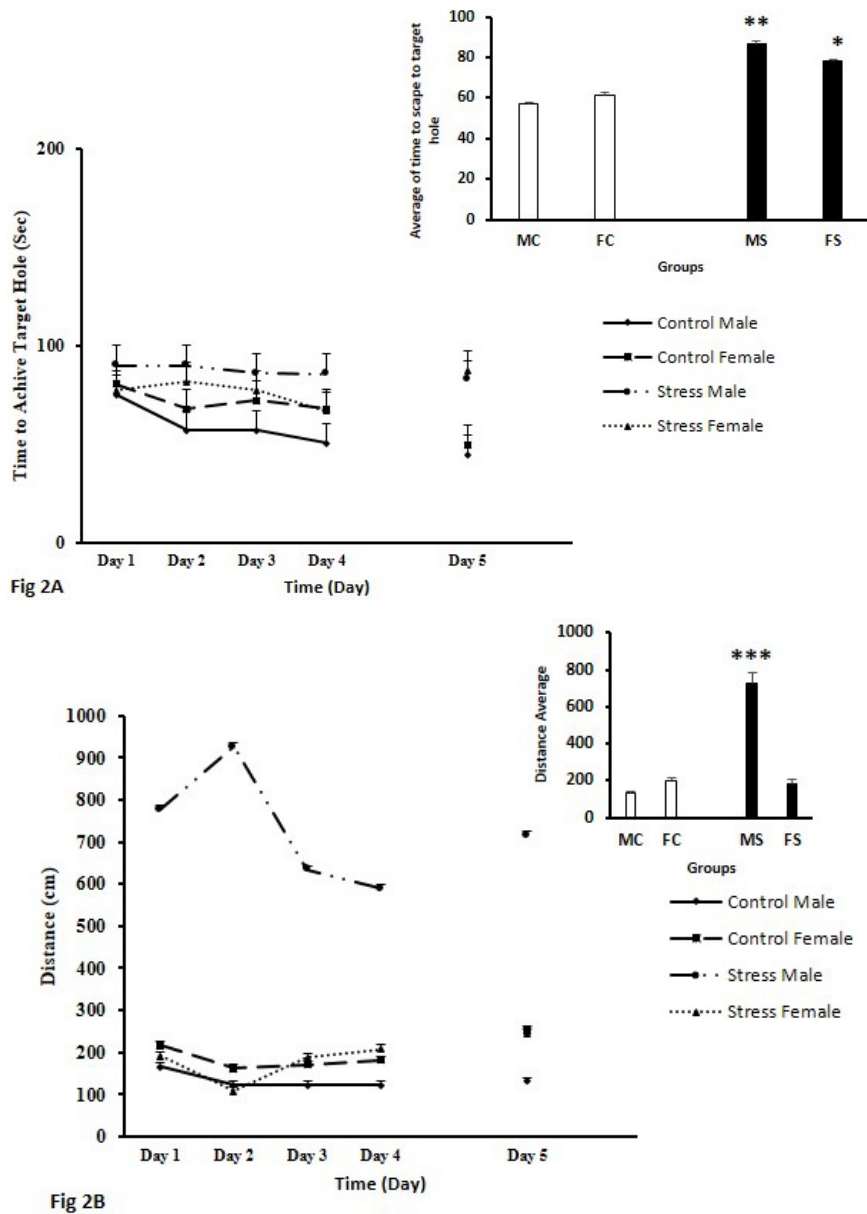 Average of time to scape to target
hole
100
80
60
40
20
0
**
*
MC FC MS FS
Groups
Time to Achive Target Hole (Sec)
200
100
0
Control Male
Control Female
Stress Male
Stress Female
Day 1 Day 2 Day 3 Day 4 Day 5
Fig 2A
Time (Day)
Distance Average
1000
800
600
400
200
0
***
MC FC MS FS
Groups
Distance (cm)
1000
900
800
700
600
500
400
300
200
100
0
Control Male
Control Female
Stress Male
Stress Female
Day 1 Day 2 Day 3 Day 4 Day 5
Time (Day)
Fig 2B